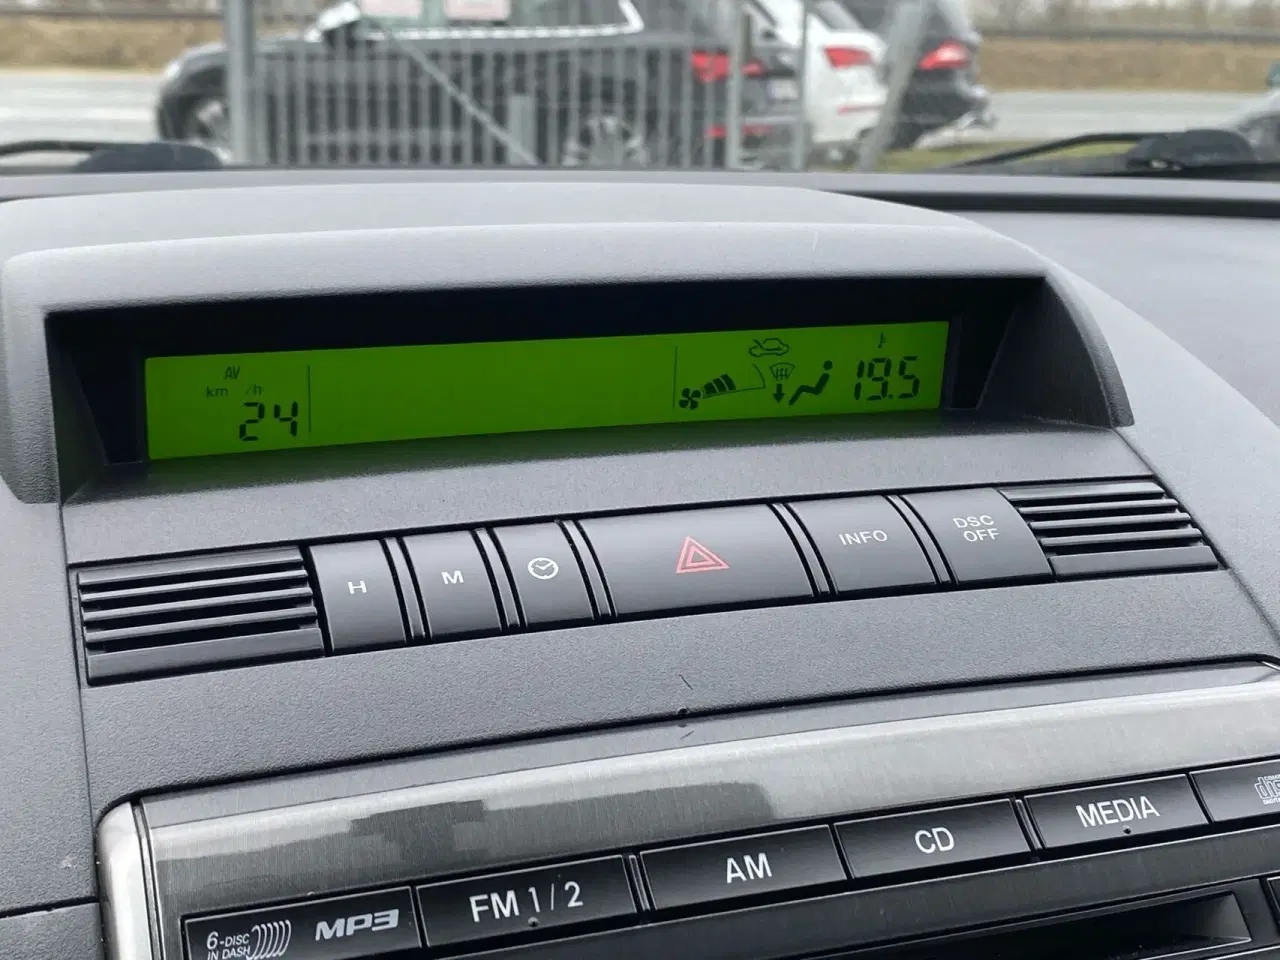 AV
km /h
24
19.5
H
M
INFO
DSC
OFF
MEDIA
CD
AM
FM 1/2
6-DISC
IN DASH
MP3